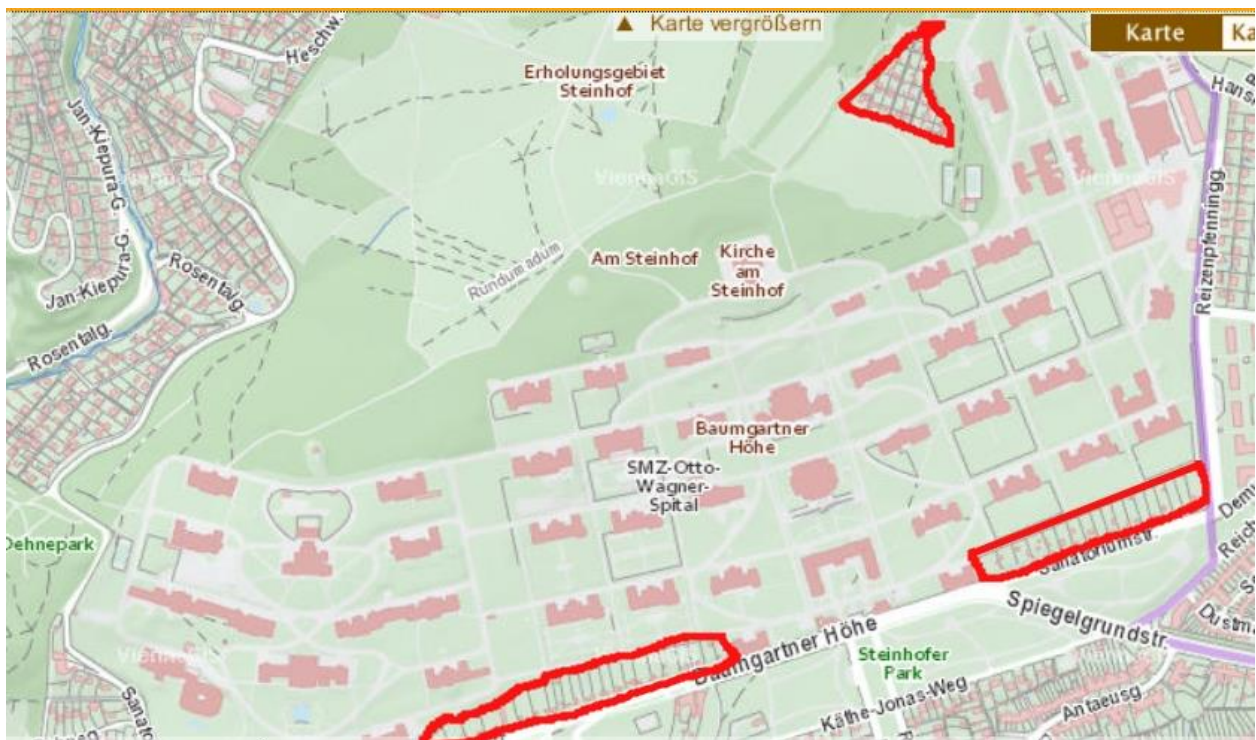 ▲ Karte vergrößern
Karte
Ka
Heschw.
Erholungsgebiet
Steinhof
Hans
Jan-Kiepura-G.
ViennaGIS
ViennaGIS
Reizenpfenningg.
Rosentalg.
Jan-Kiepura-G.
Rosentalg.
Rundumadum
Am Steinhof
Kirche
am
Steinhof
Baumgartner
Höhe
SMZ-Otto-
Wagner-
Spital
Dehnepark
Sanatoriumstr.
Spiegelgrundstr.
Baumgartner Höhe
Steinhofer
Park
Käthe-Jonas-Weg
Antaeusg.
ViennaGIS